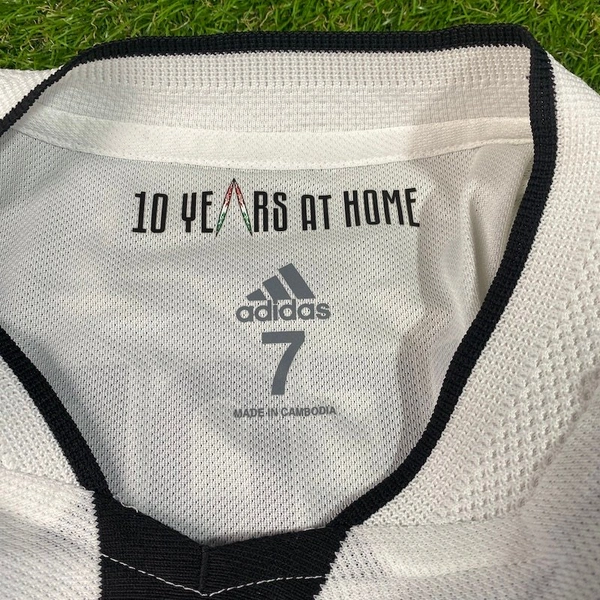 10 YEARS AT HOME
adidas
7
MADE IN CAMBODIA